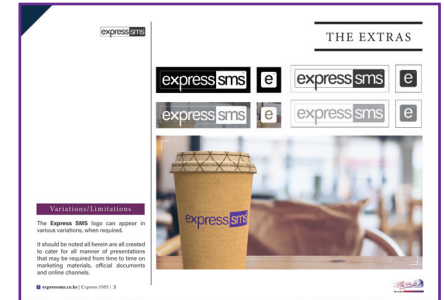 expresssms
THE EXTRAS
expresssms e
expresssms e
expresssms e
expresssms e
expresssms
Variations/Limitations
The Express SMS logo can appear in
various variations, when required.
It should be noted all herein are all created
to cater for all manner of presentations
that may be required from time to time on
marketing materials, official documents
and online channels.
expresssms.co.ke | Express SMS | 3